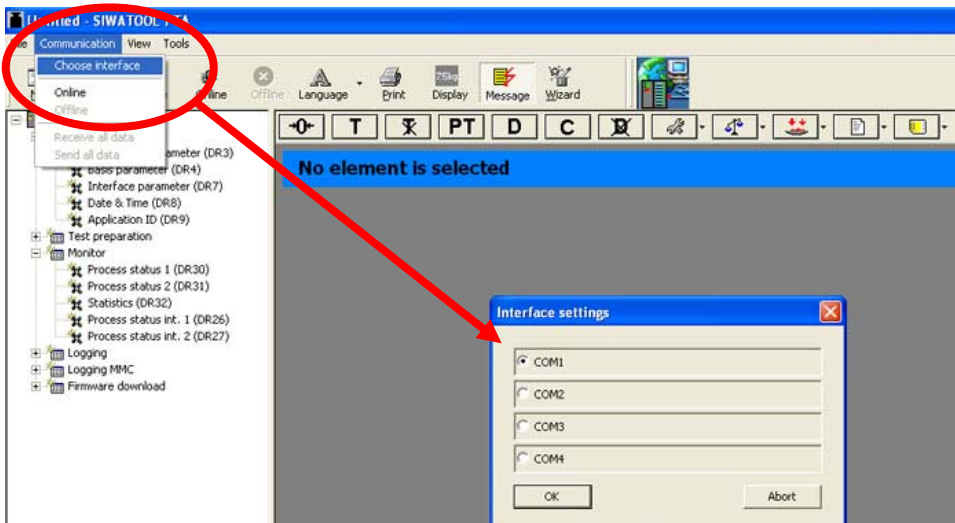 Untitled - SIWATOOL FTA
File Communication View Tools
Choose interface
Online
Offline
Receive all data
Send all data
Online Offline Language Print Display Message Wizard
25kg
→0← T T PT D C D
No element is selected
ameter (DR3)
Basis parameter (DR4)
Interface parameter (DR7)
Date & Time (DR8)
Application ID (DR9)
Test preparation
Monitor
Process status 1 (DR30)
Process status 2 (DR31)
Statistics (DR32)
Process status int. 1 (DR26)
Process status int. 2 (DR27)
Logging
Logging MMC
Firmware download
Interface settings
COM1
COM2
COM3
COM4
OK Abort